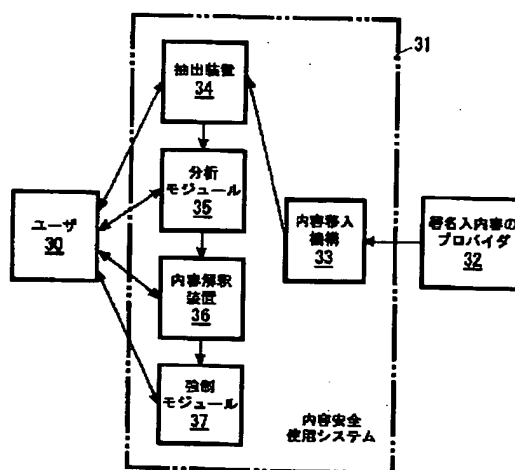 31
抽出装置
34
分析
モジュール
35
ユーザ
30
内容移入
機構
33
署名入内容の
プロバイダ
32
内容解釈
装置
36
強制
モジュール
37
内容安全
使用システム